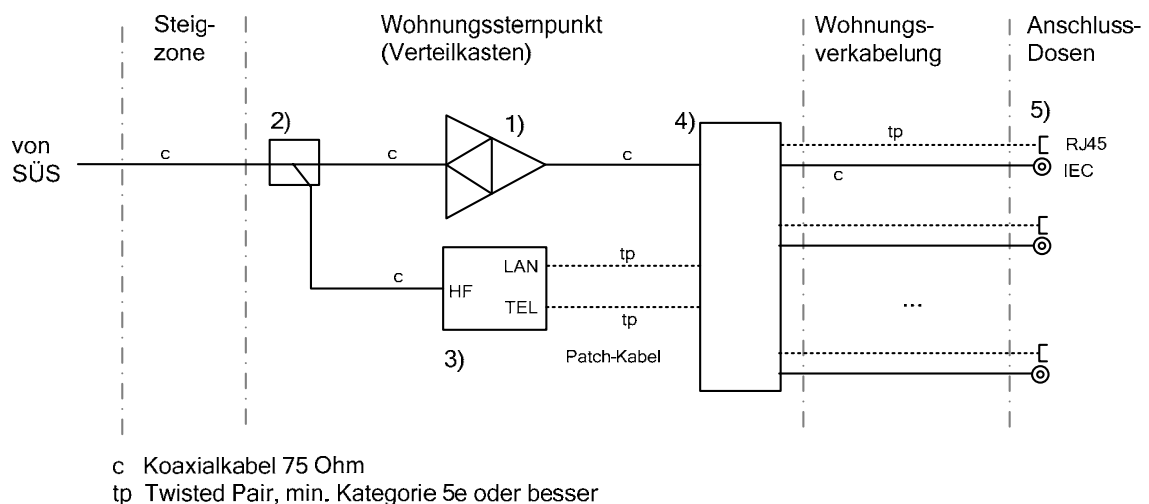 Steig-
zone
Wohnungssternpunkt
(Verteilkasten)
Wohnungs-
verkabelung
Anschluss-
Dosen
von
SÜS
c
2)
c
1)
c
4)
tp
c
5)
RJ45
IEC
c
HF
LAN
TEL
tp
tp
3)
Patch-Kabel
...
c Koaxialkabel 75 Ohm
tp Twisted Pair, min. Kategorie 5e oder besser